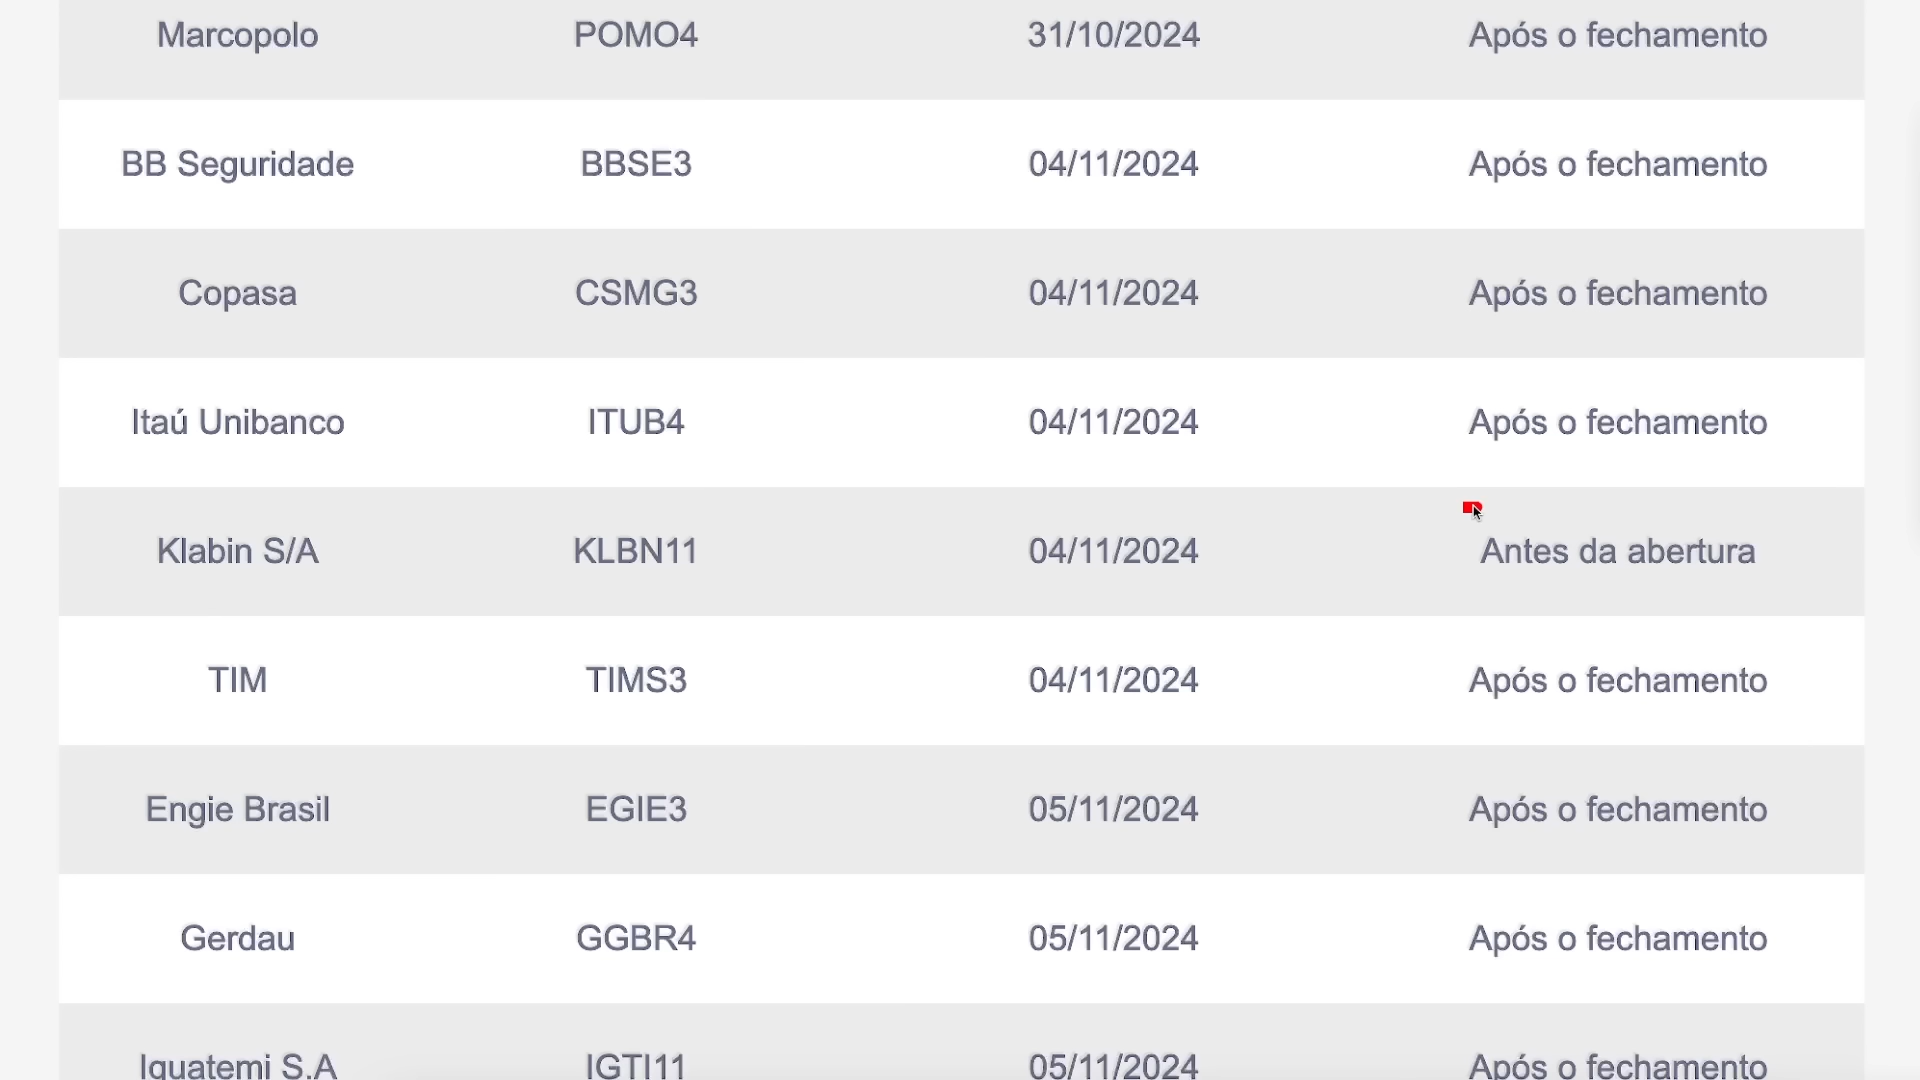 Marcopolo POMO4 31/10/2024 Após o fechamento
BB Seguridade BBSE3 04/11/2024 Após o fechamento
Copasa CSMG3 04/11/2024 Após o fechamento
Itaú Unibanco ITUB4 04/11/2024 Após o fechamento
Klabin S/A KLBN11 04/11/2024 Antes da abertura
TIM TIMS3 04/11/2024 Após o fechamento
Engie Brasil EGIE3 05/11/2024 Após o fechamento
Gerdau GGBR4 05/11/2024 Após o fechamento
Iguatemi S.A IGTI11 05/11/2024 Após o fechamento